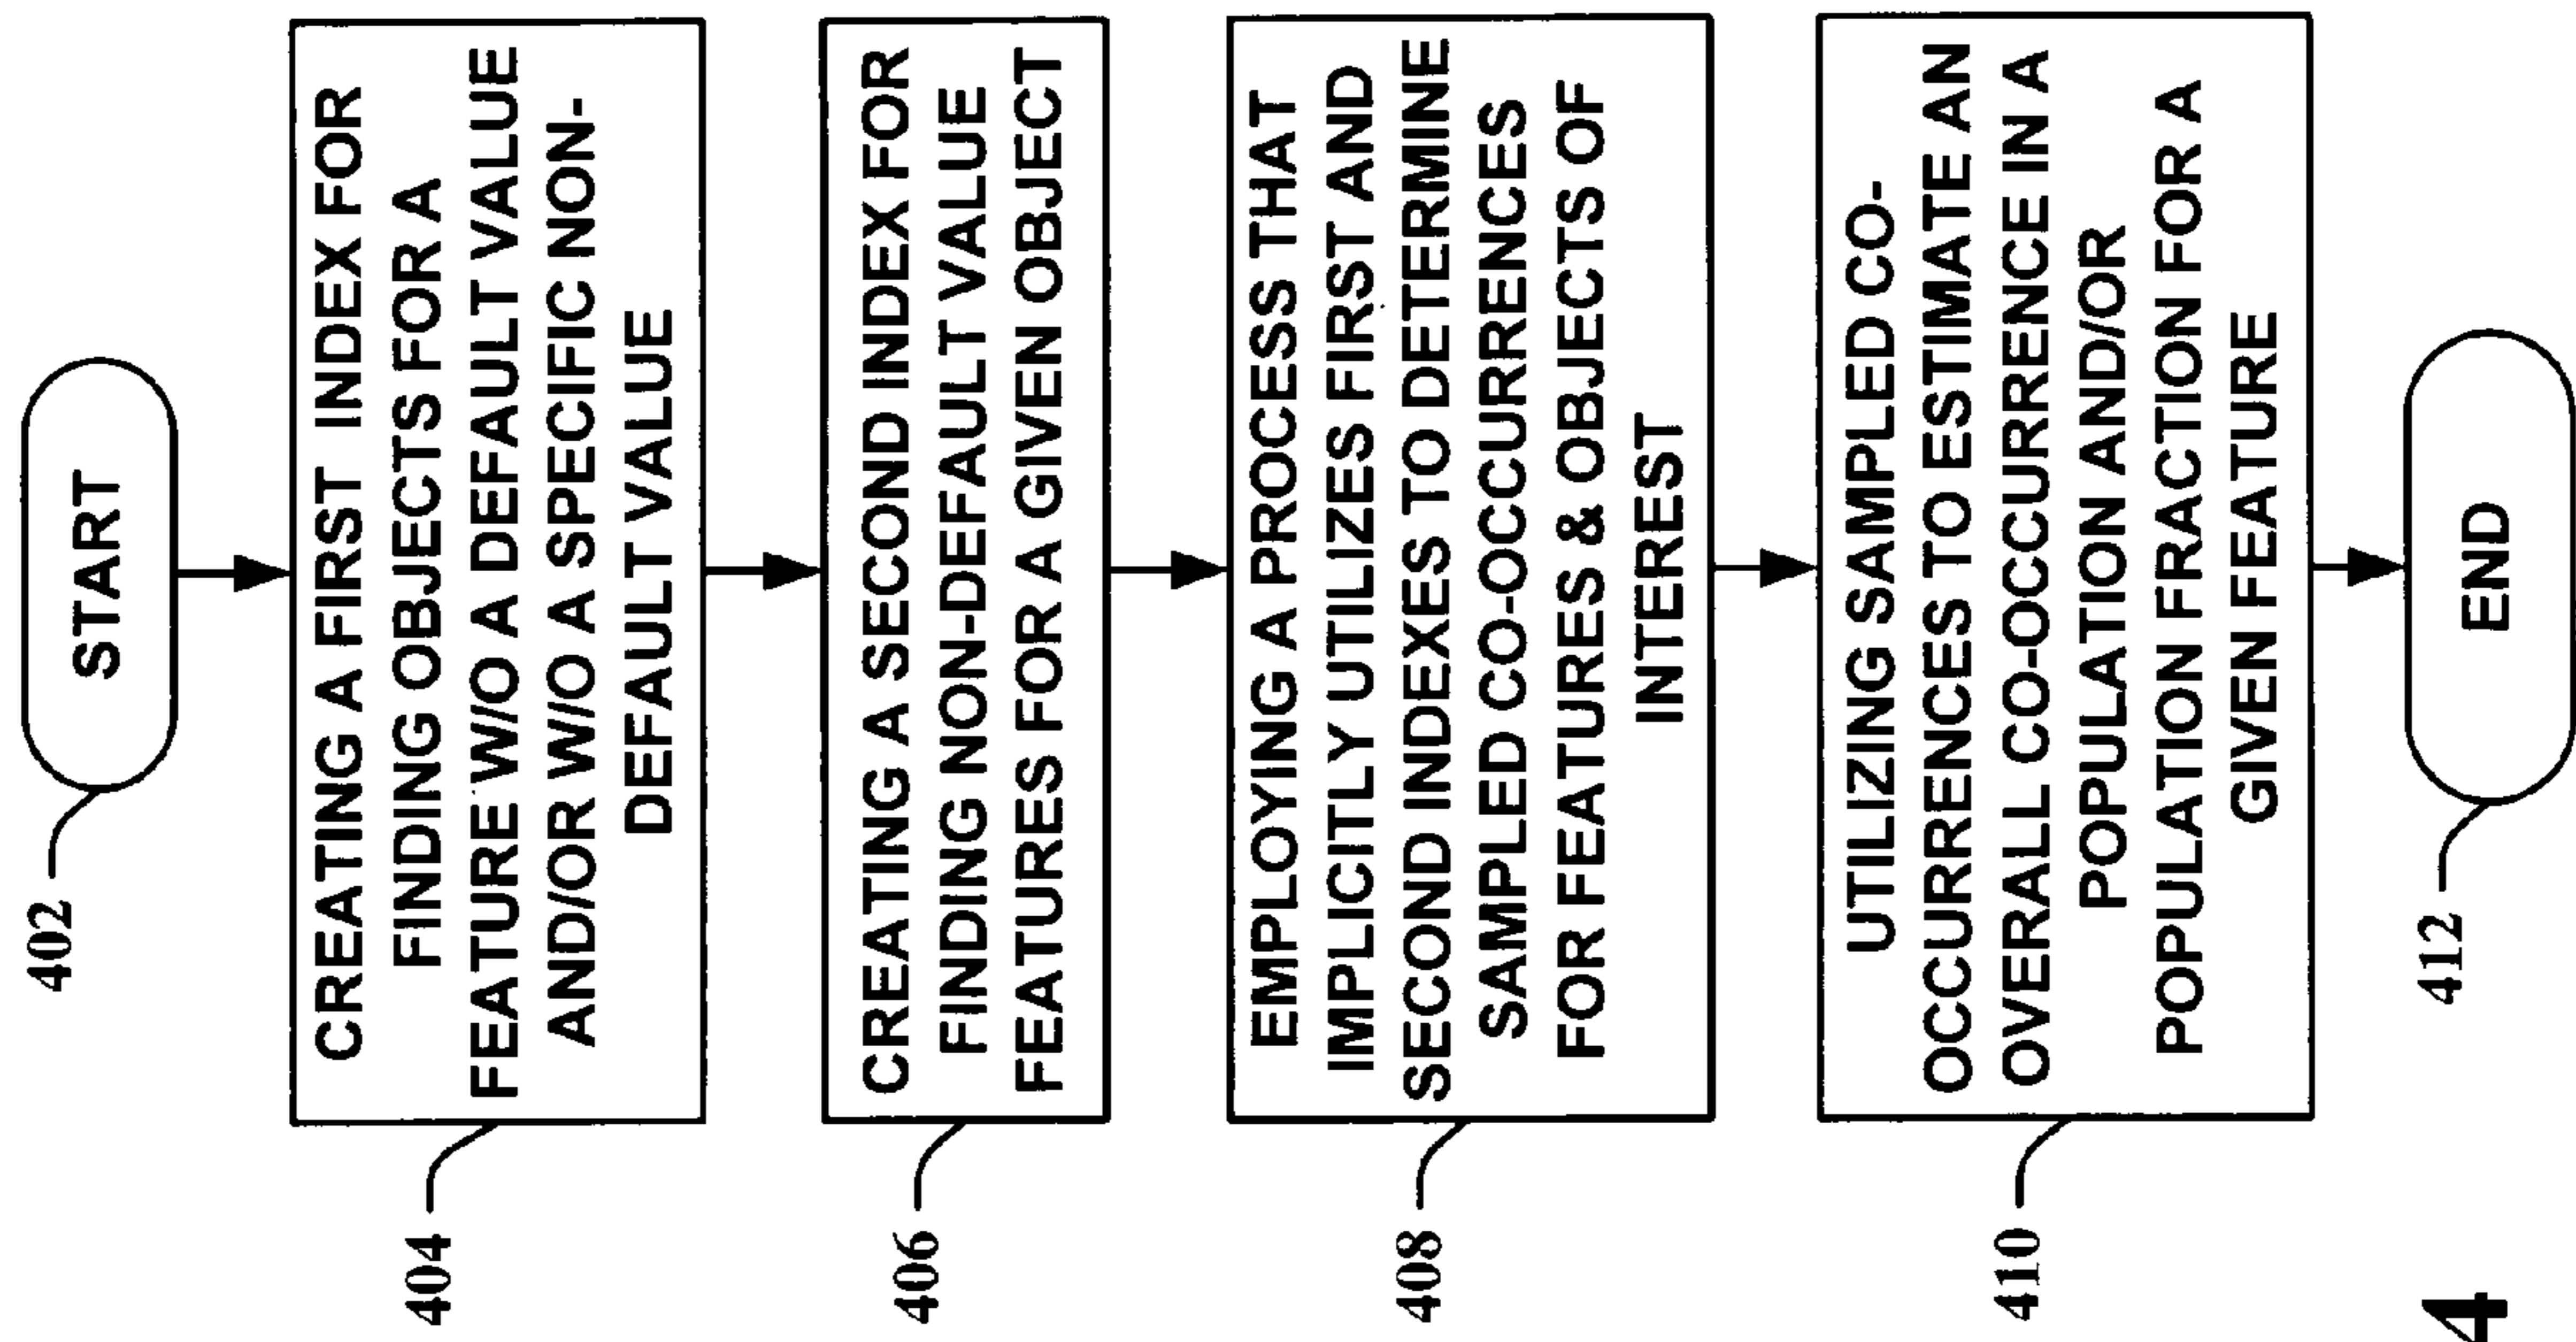 START
402
CREATING A FIRST INDEX FOR
FINDING OBJECTS FOR A
FEATURE W/O A DEFAULT VALUE
AND/OR W/O A SPECIFIC NON-
DEFAULT VALUE
404
CREATING A SECOND INDEX FOR
FINDING NON-DEFAULT VALUE
FEATURES FOR A GIVEN OBJECT
406
EMPLOYING A PROCESS THAT
IMPLICITLY UTILIZES FIRST AND
SECOND INDEXES TO DETERMINE
SAMPLED CO-OCCURRENCES
FOR FEATURES & OBJECTS OF
INTEREST
408
UTILIZING SAMPLED CO-
OCCURRENCES TO ESTIMATE AN
OVERALL CO-OCCURRENCE IN A
POPULATION AND/OR
POPULATION FRACTION FOR A
GIVEN FEATURE
410
END
412
4